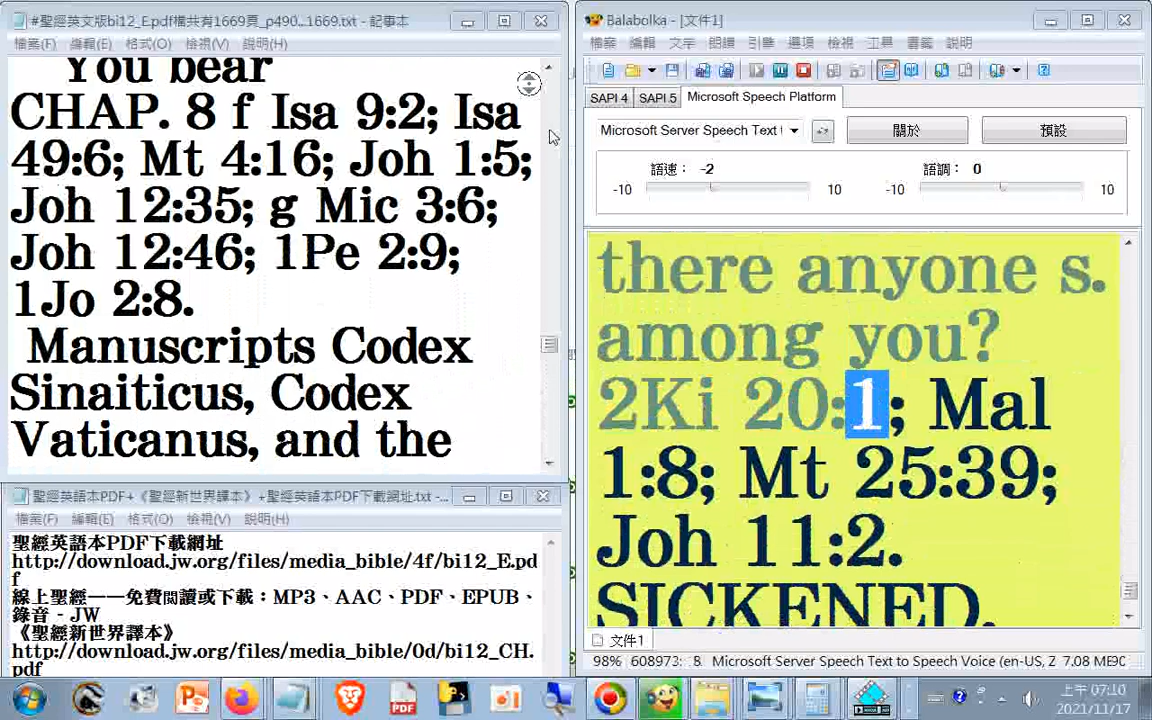 #聖經英文版bi12_E.pdf橫共有1669頁_p490...1669.txt - 記事本
檔案(F) 編輯(E) 格式(O) 檢視(V) 說明(H)
You bear
CHAP. 8 f Isa 9:2; Isa
49:6; Mt 4:16; Joh 1:5;
Joh 12:35; g Mic 3:6;
Joh 12:46; 1Pe 2:9;
1Jo 2:8.
Manuscripts Codex
Sinaiticus, Codex
Vaticanus, and the
聖經英語本PDF+《聖經新世界譯本》+聖經英語本PDF下載網址.txt -...
檔案(F) 編輯(E) 格式(O) 檢視(V) 說明(H)
聖經英語本PDF下載網址
http://download.jw.org/files/media_bible/4f/bi12_E.pd
f
線上聖經——免費閱讀或下載：MP3、AAC、PDF、EPUB、
錄音 - JW
《聖經新世界譯本》
http://download.jw.org/files/media_bible/0d/bi12_CH.
pdf
Balabolka - [文件1]
檔案 編輯 文字 朗讀 引擎 選項 檢視 工具 書籤 說明
SAPI 4 SAPI 5 Microsoft Speech Platform
Microsoft Server Speech Text 關於 預設
語速： -2 語調： 0
-10 10 -10 10
there anyone s.
among you?
2Ki 20:1; Mal
1:8; Mt 25:39;
Joh 11:2.
SICKENED.
文件1
98% 608973: 8 Microsoft Server Speech Text to Speech Voice (en-US, Z 7.08 ME
上午 07:10
2021/11/17